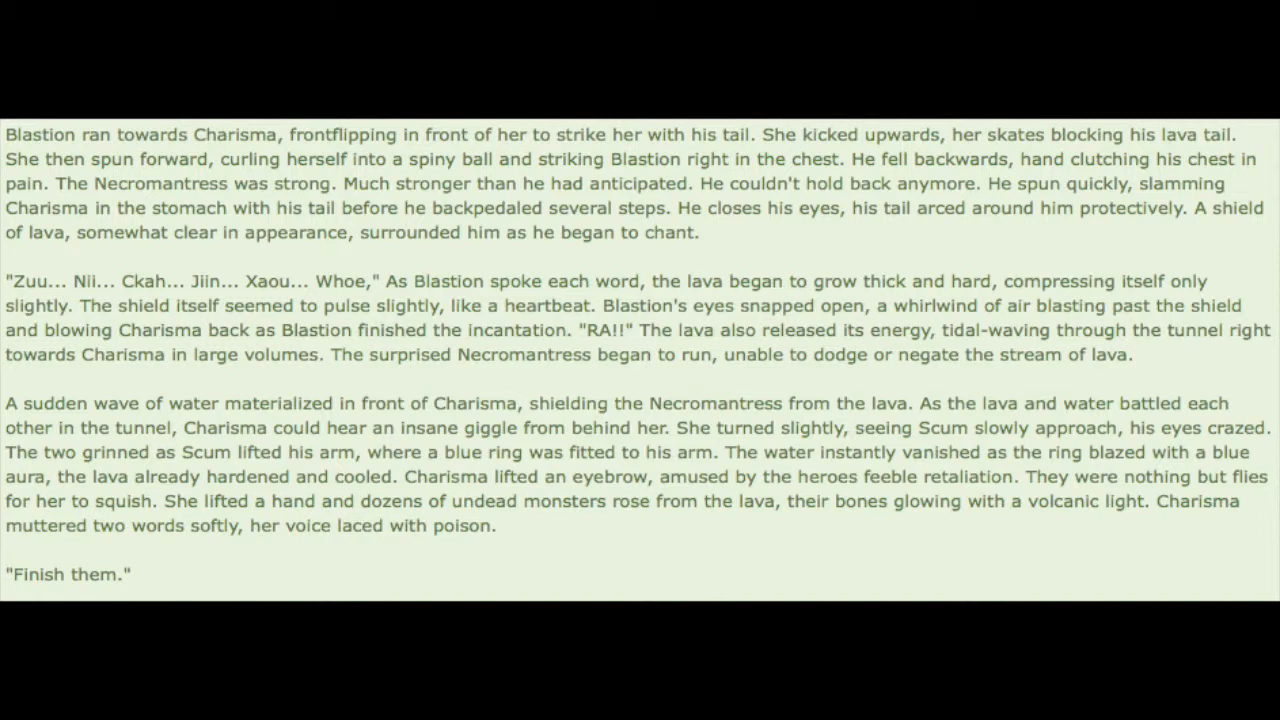 Blastion ran towards Charisma, frontflipping in front of her to strike her with his tail. She kicked upwards, her skates blocking his lava tail.
She then spun forward, curling herself into a spiny ball and striking Blastion right in the chest. He fell backwards, hand clutching his chest in
pain. The Necromantress was strong. Much stronger than he had anticipated. He couldn't hold back anymore. He spun quickly, slamming
Charisma in the stomach with his tail before he backpedaled several steps. He closes his eyes, his tail arced around him protectively. A shield
of lava, somewhat clear in appearance, surrounded him as he began to chant.
"Zuu... Nii... Ckah... Jiin... Xaou... Whoe," As Blastion spoke each word, the lava began to grow thick and hard, compressing itself only
slightly. The shield itself seemed to pulse slightly, like a heartbeat. Blastion's eyes snapped open, a whirlwind of air blasting past the shield
and blowing Charisma back as Blastion finished the incantation. "RA!!" The lava also released its energy, tidal-waving through the tunnel right
towards Charisma in large volumes. The surprised Necromantress began to run, unable to dodge or negate the stream of lava.
A sudden wave of water materialized in front of Charisma, shielding the Necromantress from the lava. As the lava and water battled each
other in the tunnel, Charisma could hear an insane giggle from behind her. She turned slightly, seeing Scum slowly approach, his eyes crazed.
The two grinned as Scum lifted his arm, where a blue ring was fitted to his arm. The water instantly vanished as the ring blazed with a blue
aura, the lava already hardened and cooled. Charisma lifted an eyebrow, amused by the heroes feeble retaliation. They were nothing but flies
for her to squish. She lifted a hand and dozens of undead monsters rose from the lava, their bones glowing with a volcanic light. Charisma
muttered two words softly, her voice laced with poison.
"Finish them."